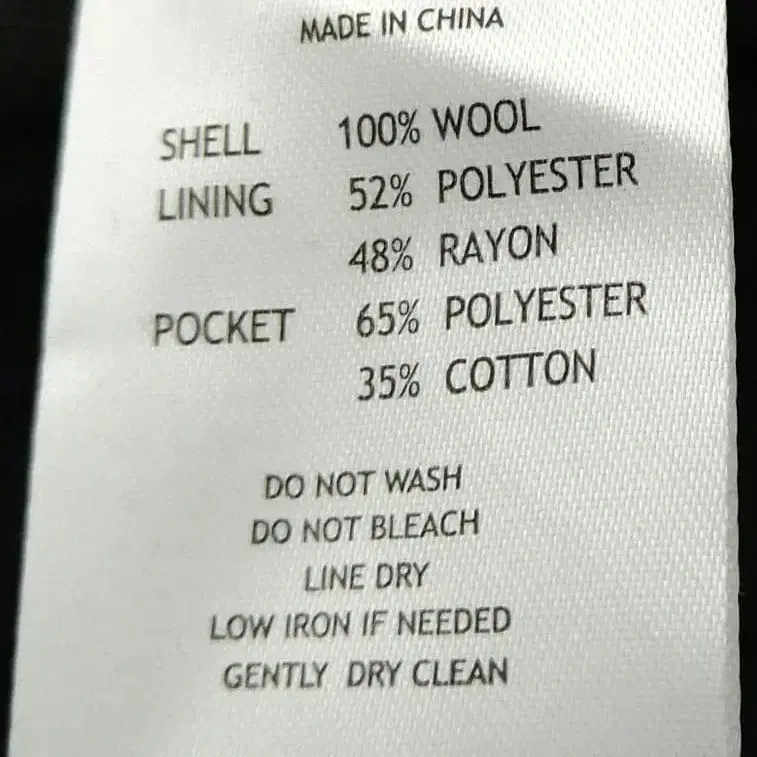 MADE IN CHINA
SHELL 100% WOOL
LINING 52% POLYESTER
48% RAYON
POCKET 65% POLYESTER
35% COTTON
DO NOT WASH
DO NOT BLEACH
LINE DRY
LOW IRON IF NEEDED
GENTLY DRY CLEAN